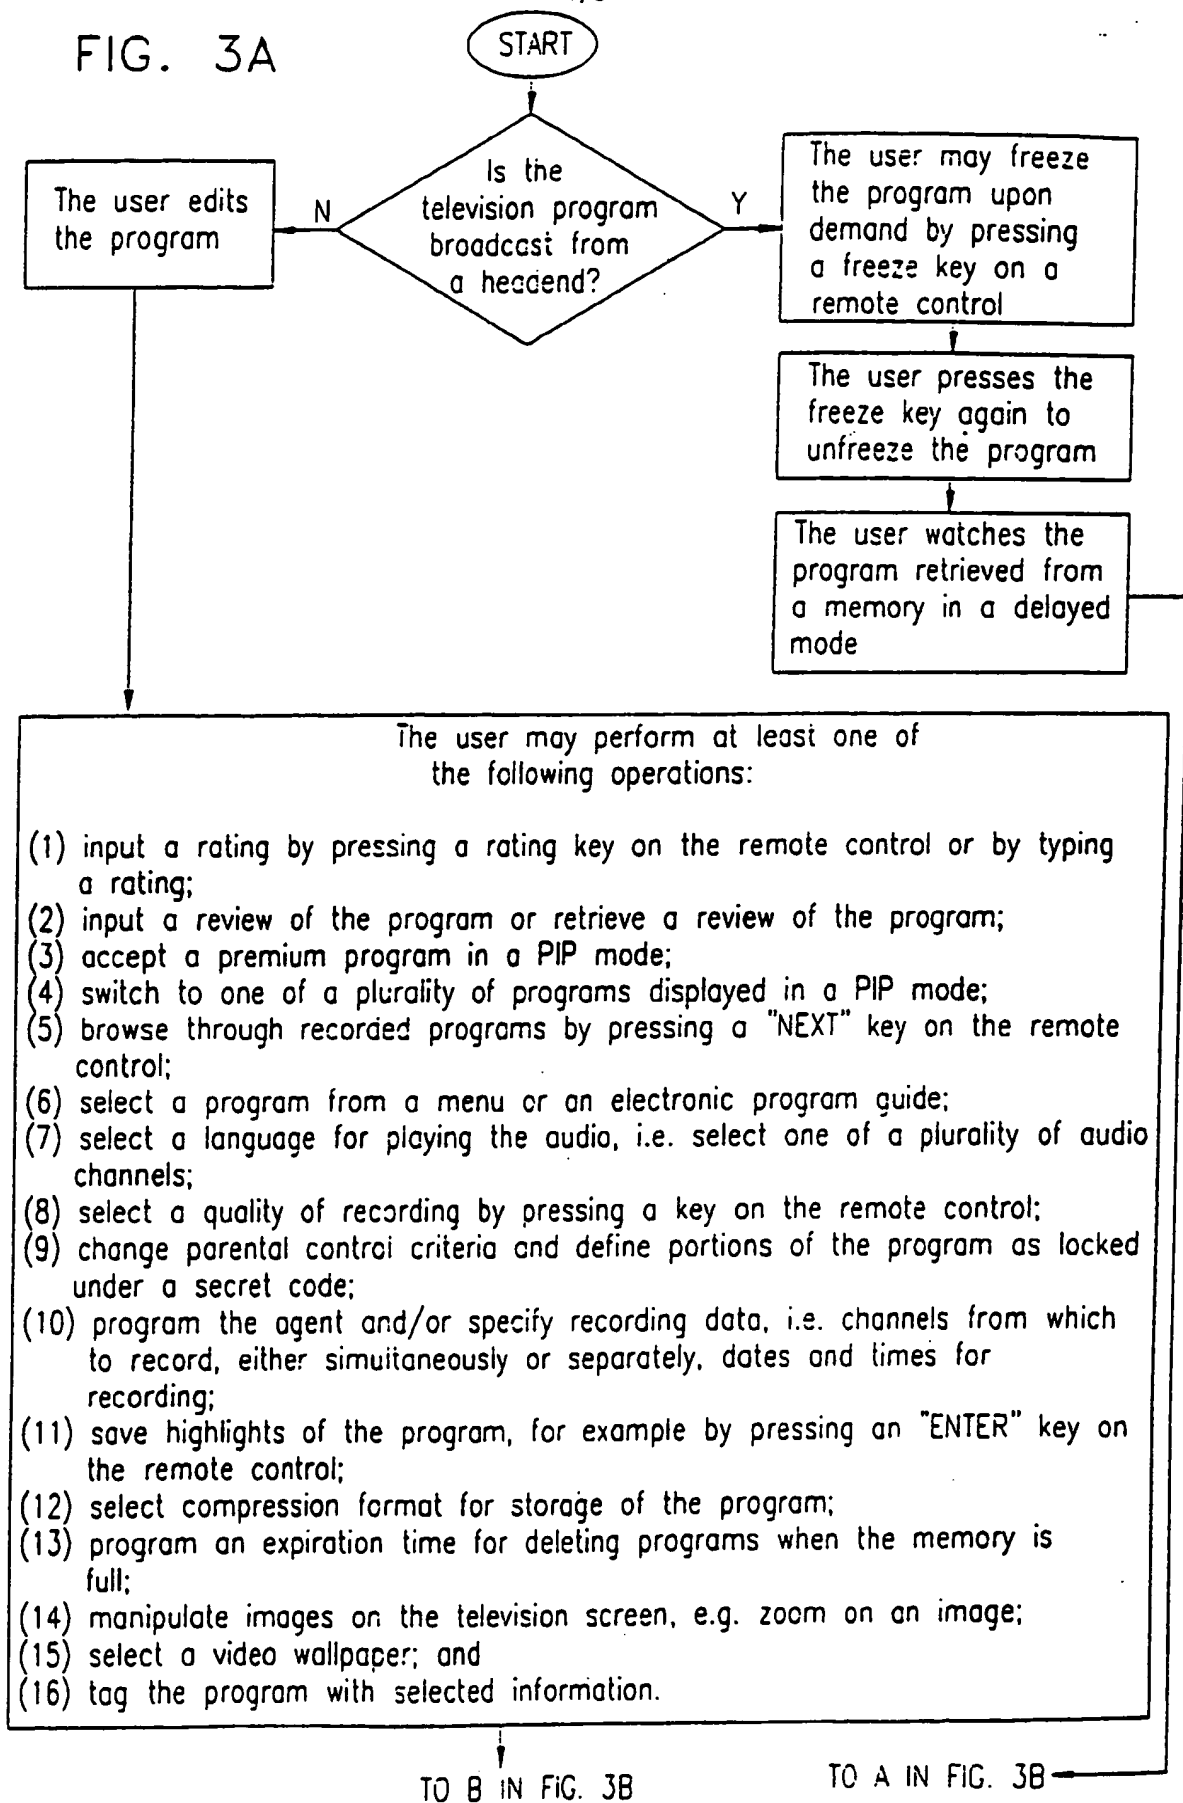 FIG. 3A
START
Is the
television program
broadcast from
a headend?
N
Y
The user edits
the program
The user may freeze
the program upon
demand by pressing
a freeze key on a
remote control
The user presses the
freeze key again to
unfreeze the program
The user watches the
program retrieved from
a memory in a delayed
mode
The user may perform at least one of
the following operations:
(1) input a rating by pressing a rating key on the remote control or by typing
a rating;
(2) input a review of the program or retrieve a review of the program;
(3) accept a premium program in a PIP mode;
(4) switch to one of a plurality of programs displayed in a PIP mode;
(5) browse through recorded programs by pressing a "NEXT" key on the remote
control;
(6) select a program from a menu or an electronic program guide;
(7) select a language for playing the audio, i.e. select one of a plurality of audio
channels;
(8) select a quality of recording by pressing a key on the remote control;
(9) change parental control criteria and define portions of the program as locked
under a secret code;
(10) program the agent and/or specify recording data, i.e. channels from which
to record, either simultaneously or separately, dates and times for
recording;
(11) save highlights of the program, for example by pressing an "ENTER" key on
the remote control;
(12) select compression format for storage of the program;
(13) program an expiration time for deleting programs when the memory is
full;
(14) manipulate images on the television screen, e.g. zoom on an image;
(15) select a video wallpaper; and
(16) tag the program with selected information.
TO B IN FIG. 3B
TO A IN FIG. 3B